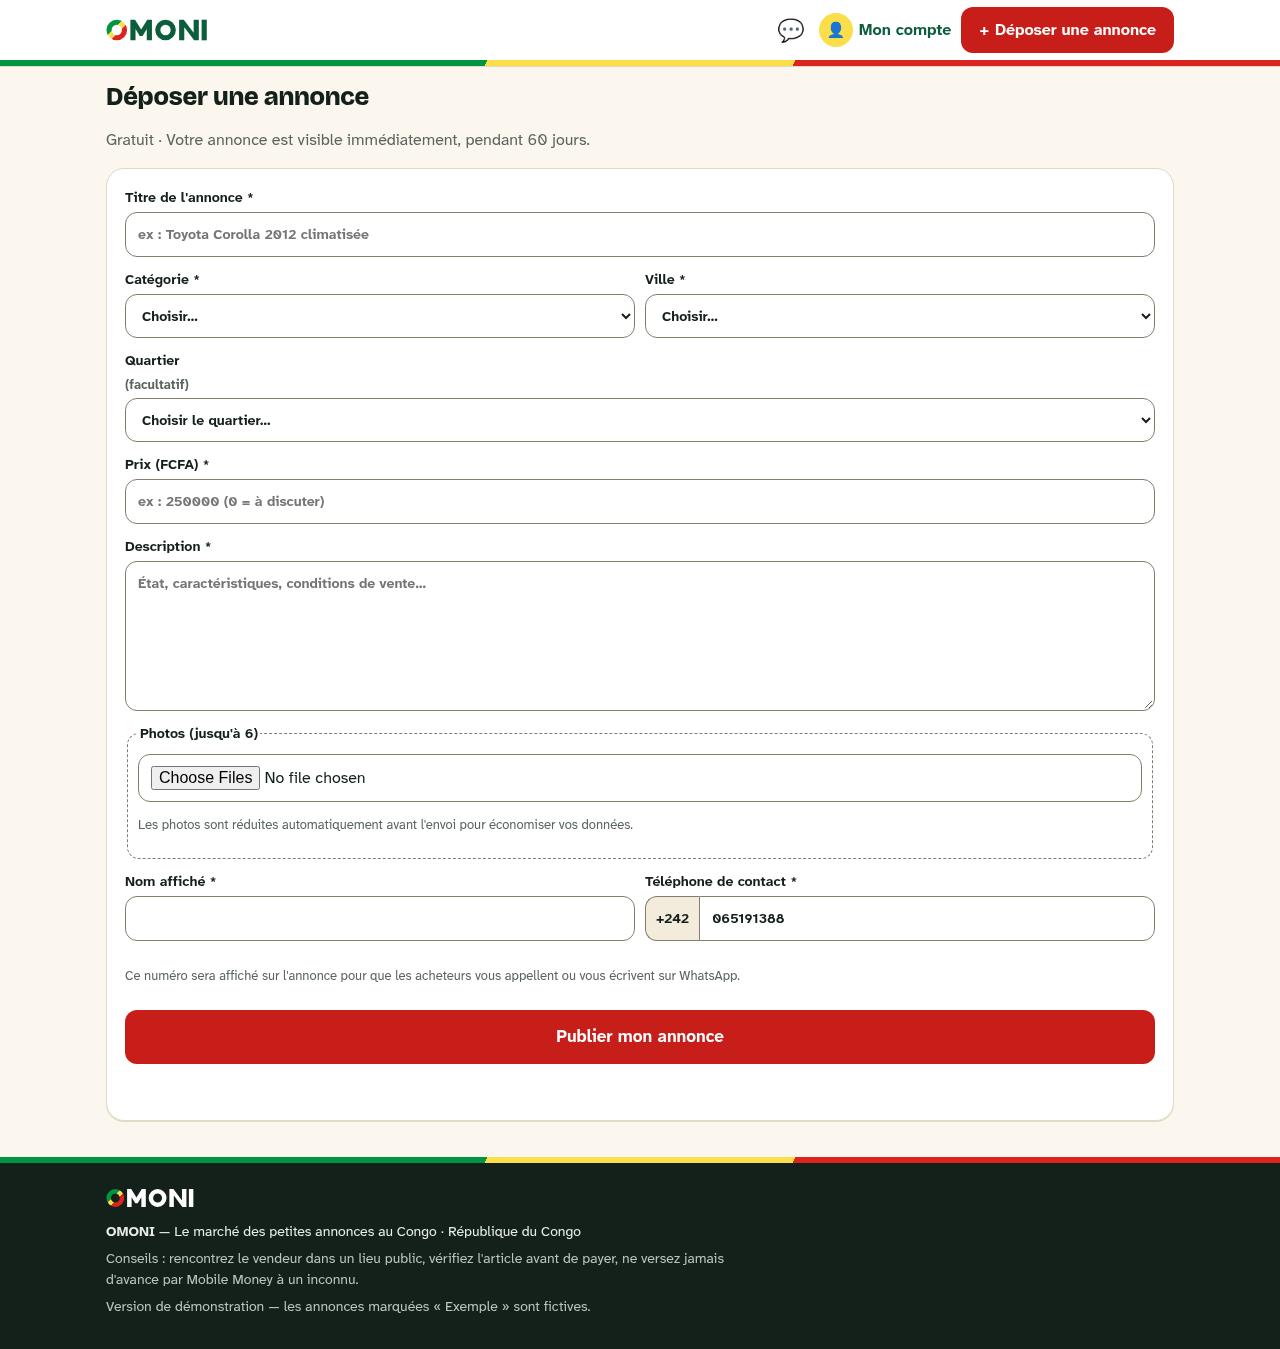 OMONI
💬 👤 Mon compte + Déposer une annonce
Déposer une annonce
Gratuit · Votre annonce est visible immédiatement, pendant 60 jours.
Titre de l'annonce *
ex : Toyota Corolla 2012 climatisée
Catégorie * Ville *
Choisir... Choisir...
Quartier
(facultatif)
Choisir le quartier...
Prix (FCFA) *
ex : 250000 (0 = à discuter)
Description *
État, caractéristiques, conditions de vente...
Photos (jusqu'à 6)
Choose Files No file chosen
Les photos sont réduites automatiquement avant l'envoi pour économiser vos données.
Nom affiché * Téléphone de contact *
+242 065191388
Ce numéro sera affiché sur l'annonce pour que les acheteurs vous appellent ou vous écrivent sur WhatsApp.
Publier mon annonce
OMONI
OMONI — Le marché des petites annonces au Congo · République du Congo
Conseils : rencontrez le vendeur dans un lieu public, vérifiez l'article avant de payer, ne versez jamais
d'avance par Mobile Money à un inconnu.
Version de démonstration — les annonces marquées « Exemple » sont fictives.